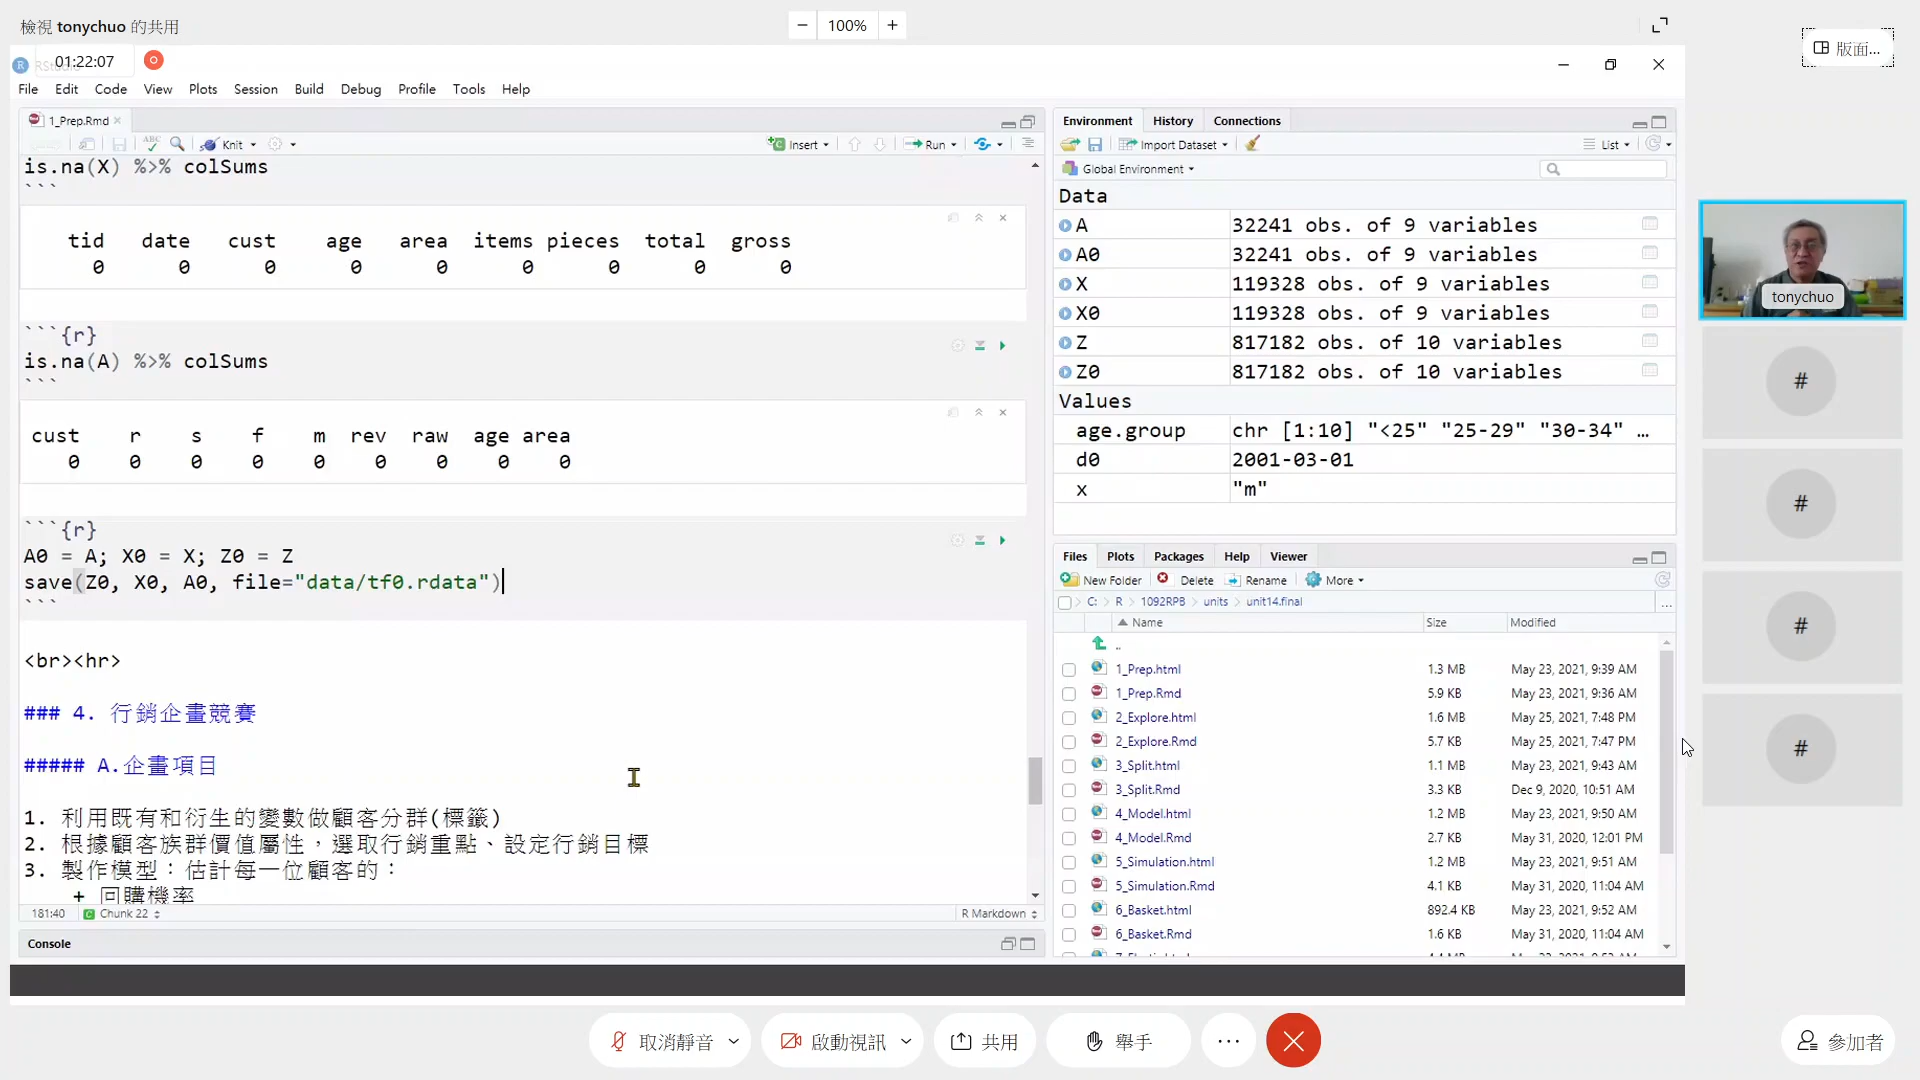 檢視 tonychuo 的共用
100%
版面...
01:22:07
File Edit Code View Plots Session Build Debug Profile Tools Help
1_Prep.Rmd
Knit
Insert
Run
is.na(X) %>% colSums
```
tid date cust age area items pieces total gross
0 0 0 0 0 0 0 0 0
```{r}
is.na(A) %>% colSums
```
cust r s f m rev raw age area
0 0 0 0 0 0 0 0 0
```{r}
A0 = A; X0 = X; Z0 = Z
save(Z0, X0, A0, file="data/tf0.rdata")
```
<br><hr>
### 4. 行銷企畫競賽
##### A.企畫項目
1. 利用既有和衍生的變數做顧客分群(標籤)
2. 根據顧客族群價值屬性，選取行銷重點、設定行銷目標
3. 製作模型：估計每一位顧客的：
+ 回購機率
181:40 Chunk 22 R Markdown
Console
Environment History Connections
Import Dataset List
Global Environment
Data
A 32241 obs. of 9 variables
A0 32241 obs. of 9 variables
X 119328 obs. of 9 variables
X0 119328 obs. of 9 variables
Z 817182 obs. of 10 variables
Z0 817182 obs. of 10 variables
Values
age.group chr [1:10] "<25" "25-29" "30-34" …
d0 2001-03-01
x "m"
Files Plots Packages Help Viewer
New Folder Delete Rename More
C: R 1092RPB units unit14.final ...
Name Size Modified
..
1_Prep.html 1.3 MB May 23, 2021, 9:39 AM
1_Prep.Rmd 5.9 KB May 23, 2021, 9:36 AM
2_Explore.html 1.6 MB May 25, 2021, 7:48 PM
2_Explore.Rmd 5.7 KB May 25, 2021, 7:47 PM
3_Split.html 1.1 MB May 23, 2021, 9:43 AM
3_Split.Rmd 3.3 KB Dec 9, 2020, 10:51 AM
4_Model.html 1.2 MB May 23, 2021, 9:50 AM
4_Model.Rmd 2.7 KB May 31, 2020, 12:01 PM
5_Simulation.html 1.2 MB May 23, 2021, 9:51 AM
5_Simulation.Rmd 4.1 KB May 31, 2020, 11:04 AM
6_Basket.html 892.4 KB May 23, 2021, 9:52 AM
6_Basket.Rmd 1.6 KB May 31, 2020, 11:04 AM
tonychuo
#
#
#
#
取消靜音 啟動視訊 共用 舉手 ... 參加者